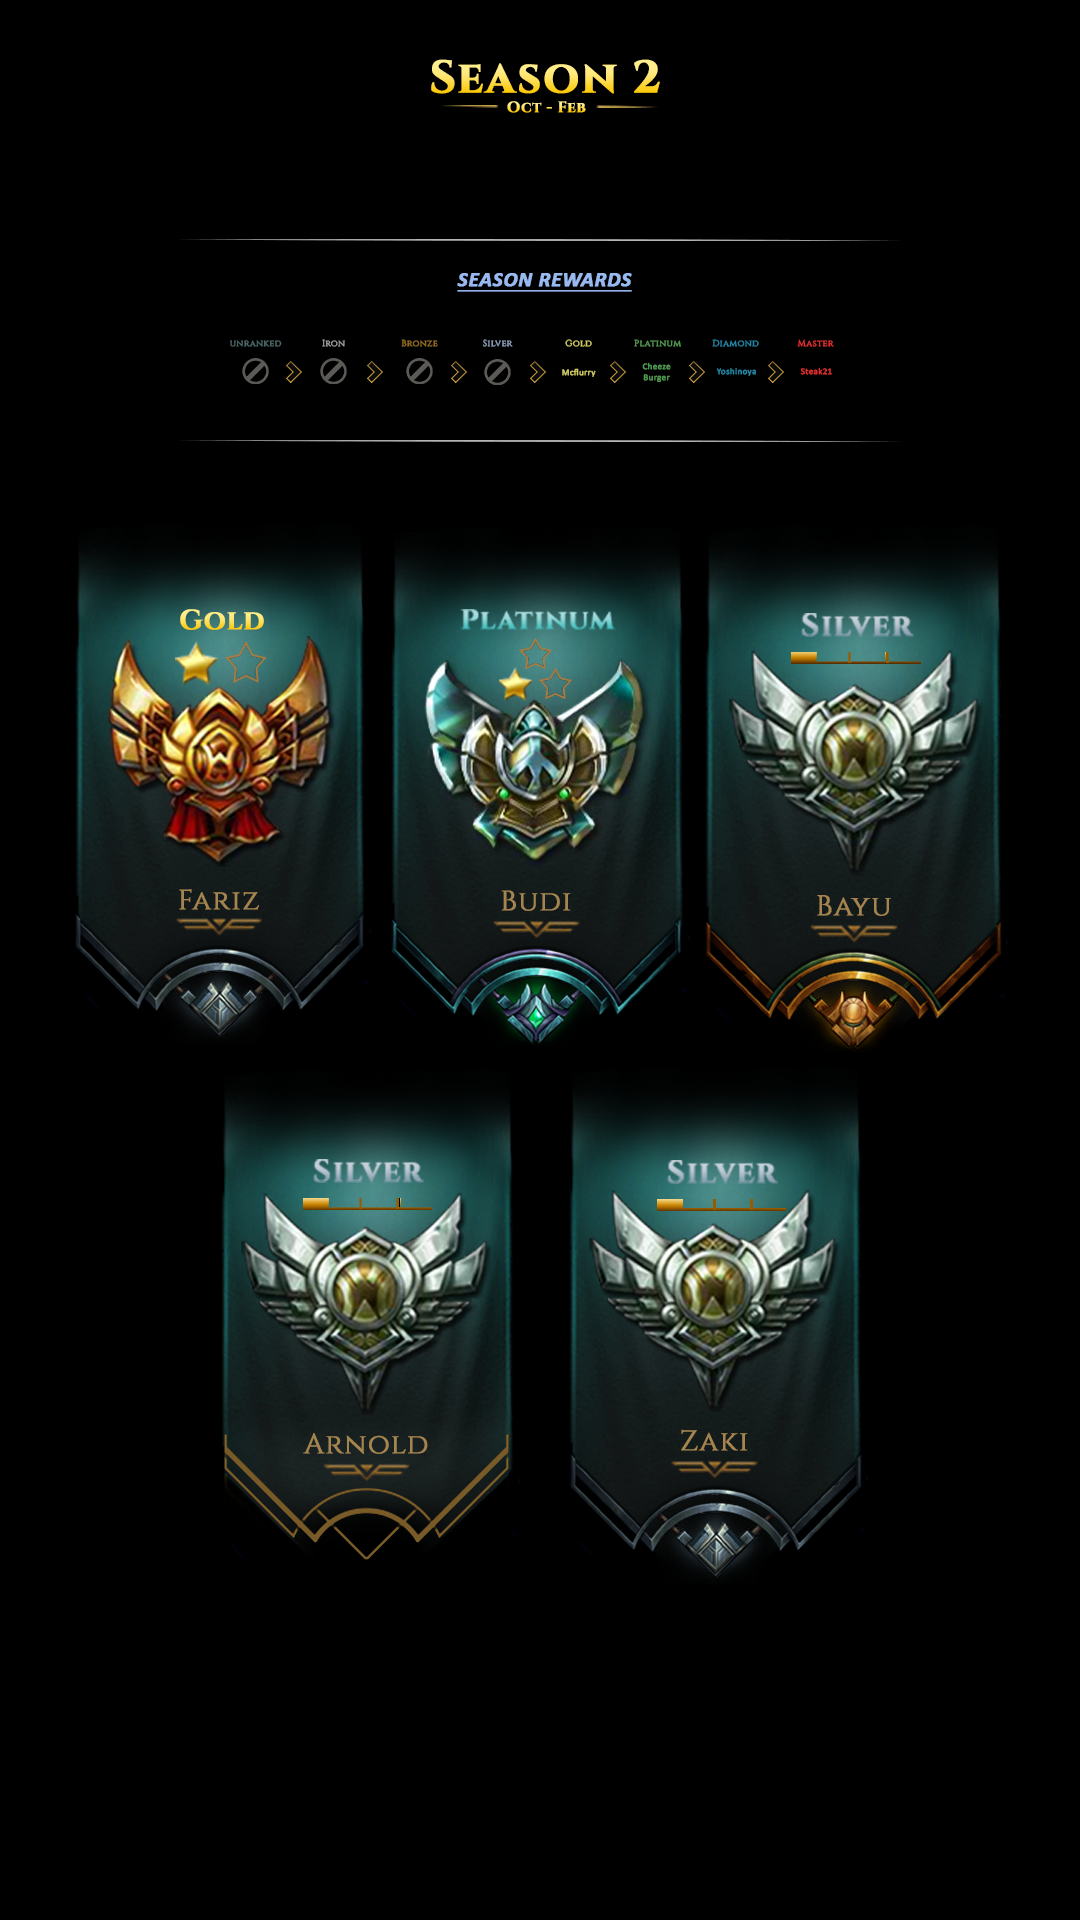 SEASON 2
OCT - FEB
SEASON REWARDS
UNRANKED IRON BRONZE SILVER GOLD PLATINUM DIAMOND MASTER
Mcflurry Cheeze Burger Yoshinoya Steak21
GOLD PLATINUM SILVER
FARIZ BUDI BAYU
SILVER SILVER
ARNOLD ZAKI